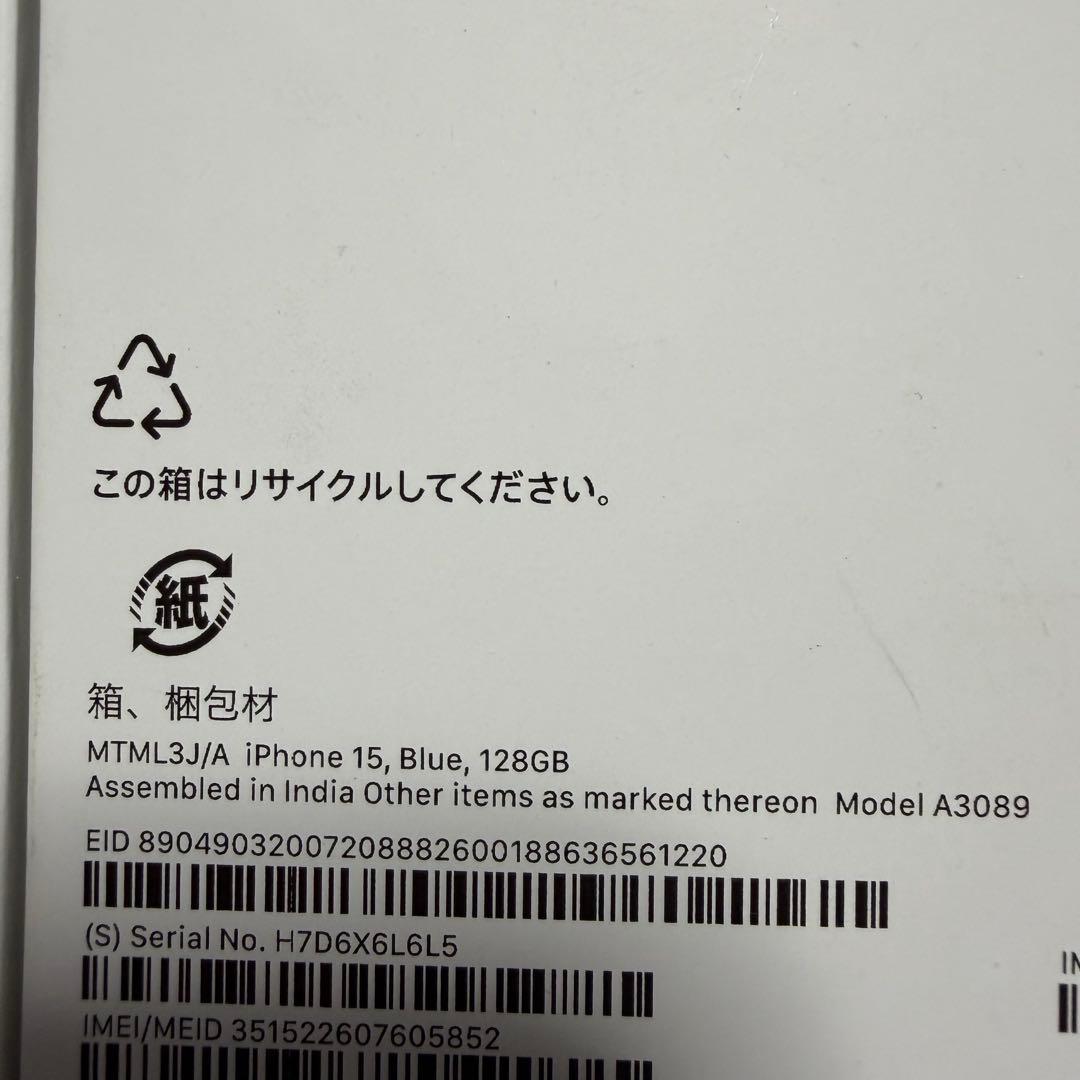 この箱はリサイクルしてください。
紙
箱、梱包材
MTML3J/A iPhone 15, Blue, 128GB
Assembled in India Other items as marked thereon Model A3089
EID 89049032007208882600188636561220
(S) Serial No. H7D6X6L6L5
IMEI/MEID 351522607605852